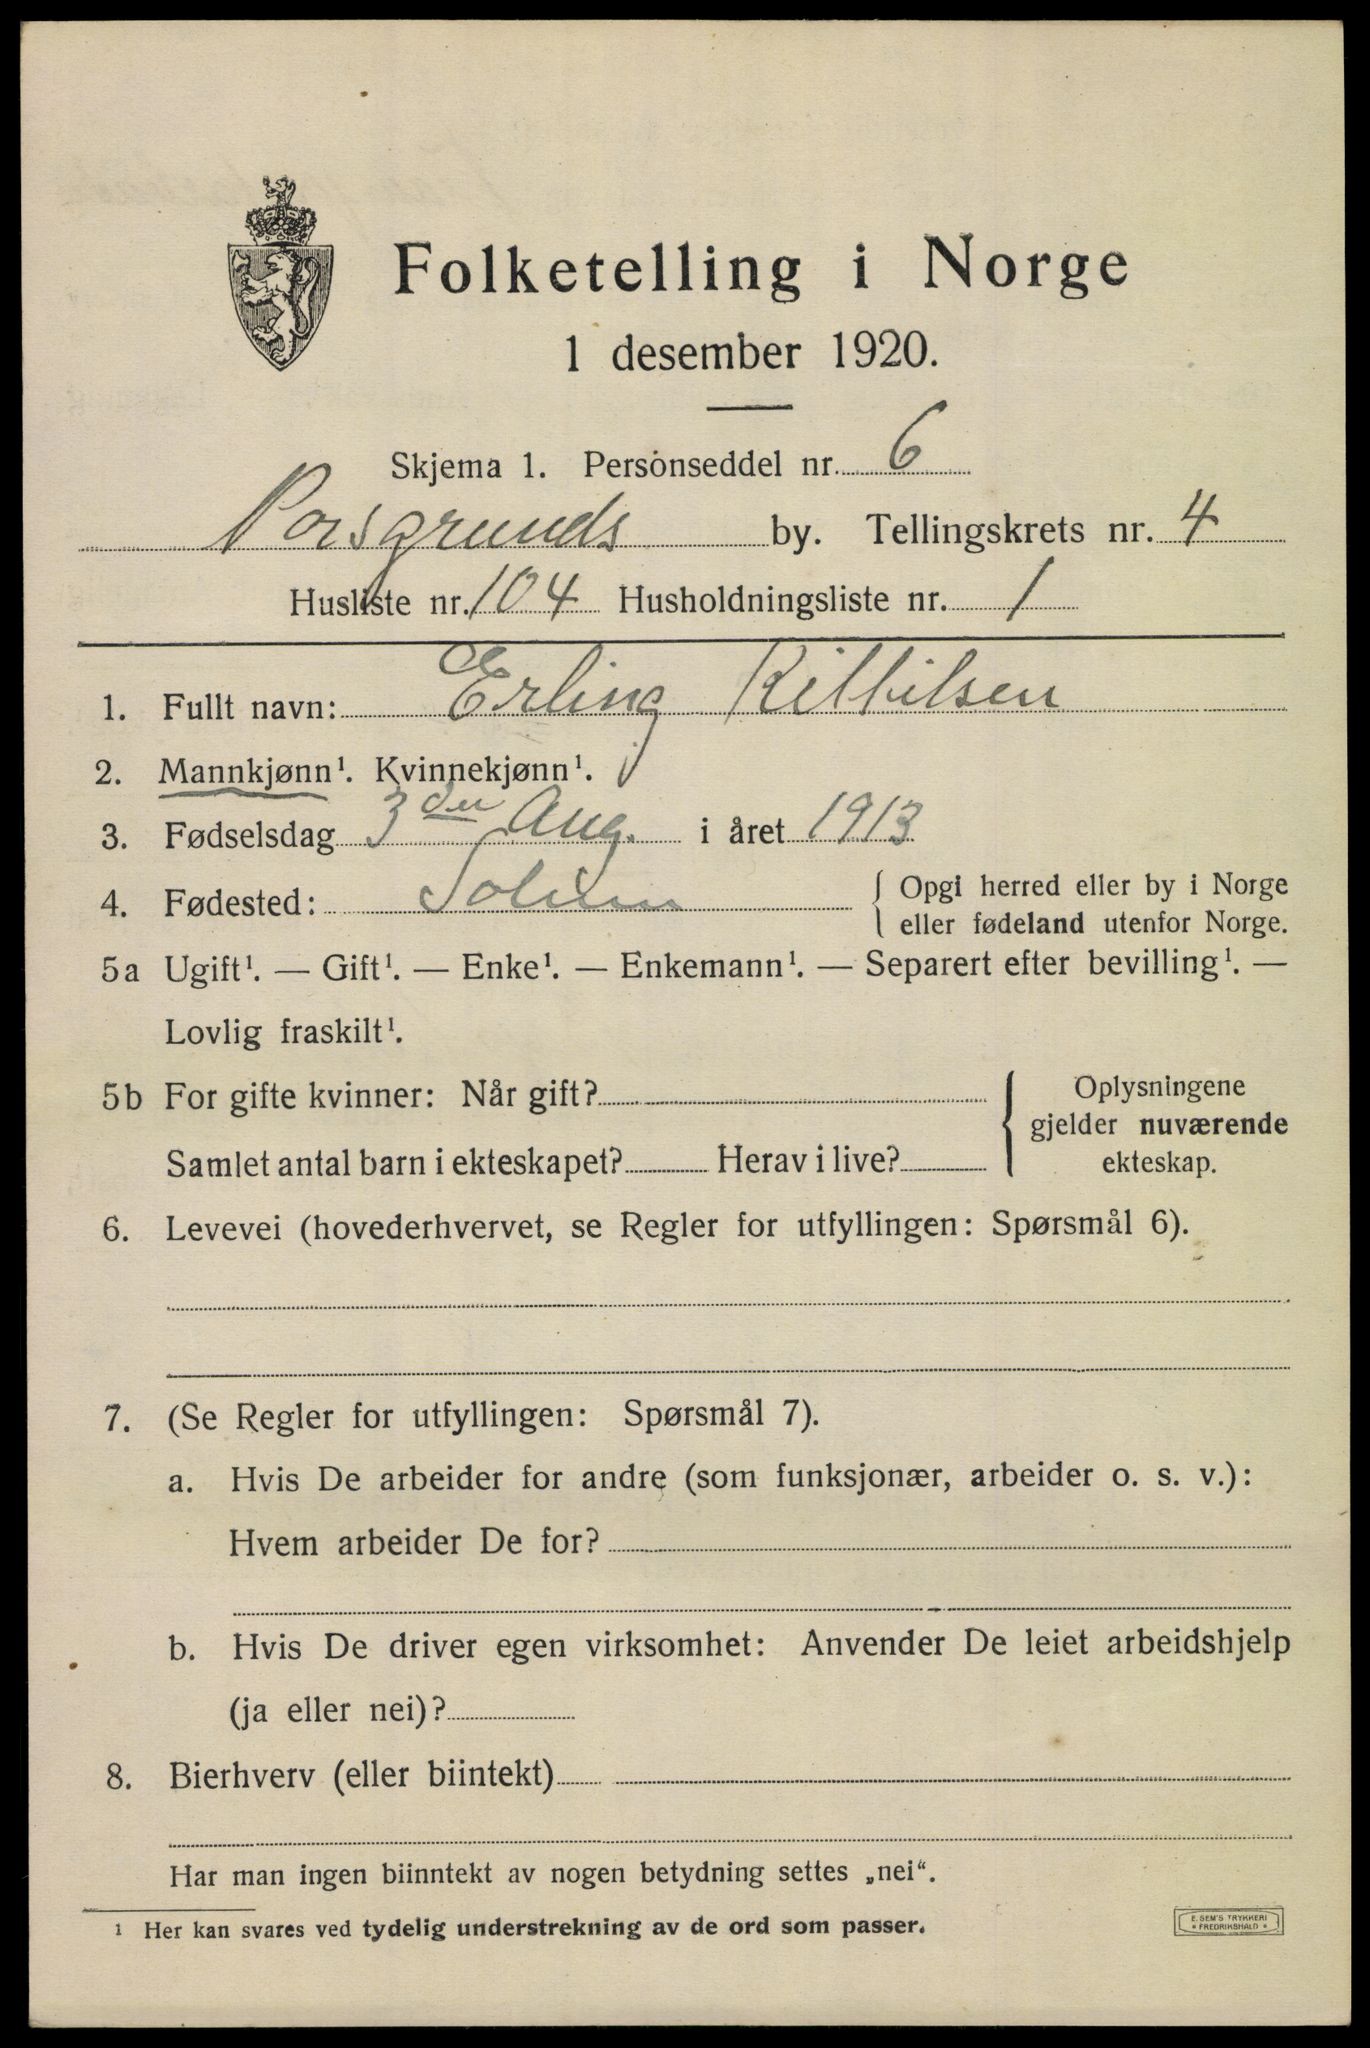 Folketelling i Norge
1 desember 1920.
Skjema 1. Personseddel nr. 6
Porsgrunds by. Tellingskrets nr. 4
Husliste nr. 104 Husholdningsliste nr. 1
1. Fullt navn: Erling Kittilsen
2. Mannkjønn¹. Kvinnekjønn¹.
3. Fødselsdag 3den Aug. i året 1913
4. Fødested: Solum { Opgi herred eller by i Norge
eller fødeland utenfor Norge.
5a Ugift¹. — Gift¹. — Enke¹. — Enkemann¹. — Separert efter bevilling¹. —
Lovlig fraskilt¹.
5b For gifte kvinner: Når gift? { Oplysningene
gjelder nuværende
Samlet antal barn i ekteskapet? Herav i live? ekteskap.
6. Levevei (hovederhvervet, se Regler for utfyllingen: Spørsmål 6).
7. (Se Regler for utfyllingen: Spørsmål 7).
a. Hvis De arbeider for andre (som funksjonær, arbeider o. s. v.):
Hvem arbeider De for?
b. Hvis De driver egen virksomhet: Anvender De leiet arbeidshjelp
(ja eller nei)?
8. Bierhverv (eller biintekt)
Har man ingen biinntekt av nogen betydning settes „nei“.
¹ Her kan svares ved tydelig understrekning av de ord som passer.
E. SEM'S TRYKKERI
* FREDRIKSHALD *